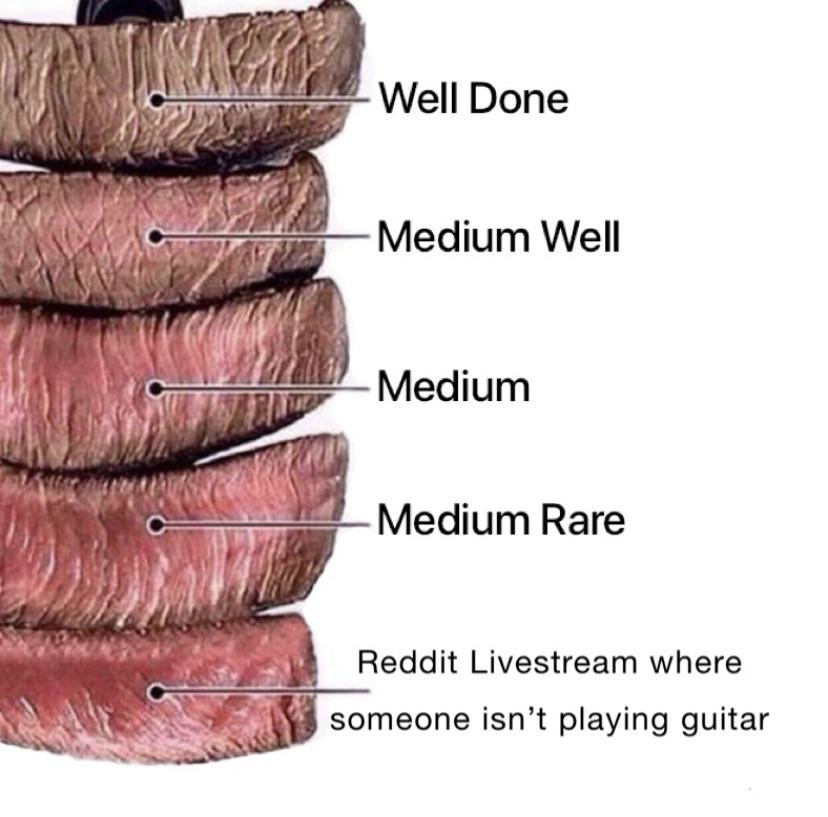 Well Done
Medium Well
Medium
Medium Rare
Reddit Livestream where
someone isn't playing guitar